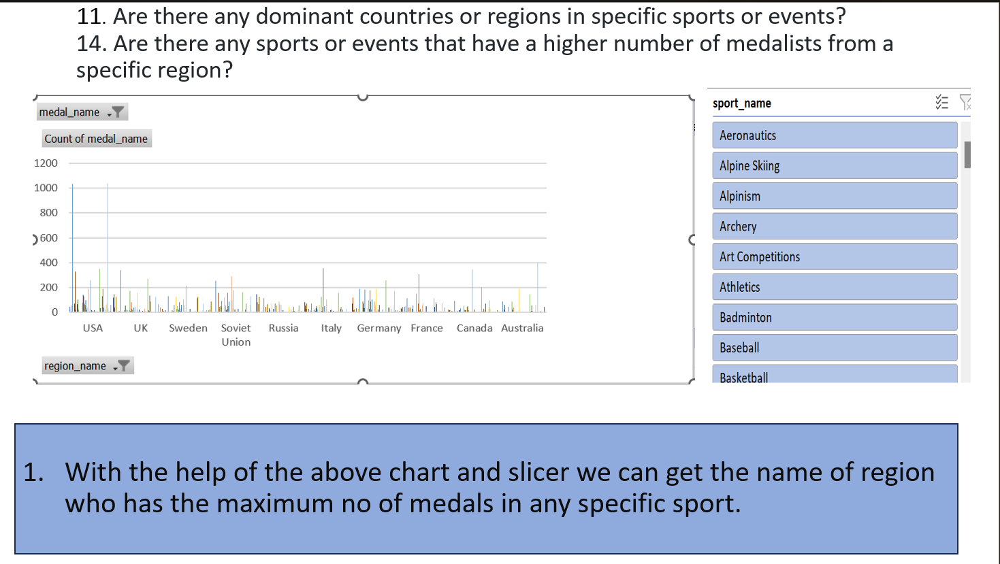 11. Are there any dominant countries or regions in specific sports or events?
14. Are there any sports or events that have a higher number of medalists from a
specific region?
medal_name
Count of medal_name
1200
1000
800
600
400
200
0
USA UK Sweden Soviet Union Russia Italy Germany France Canada Australia
region_name
sport_name
Aeronautics
Alpine Skiing
Alpinism
Archery
Art Competitions
Athletics
Badminton
Baseball
Basketball
1. With the help of the above chart and slicer we can get the name of region
who has the maximum no of medals in any specific sport.